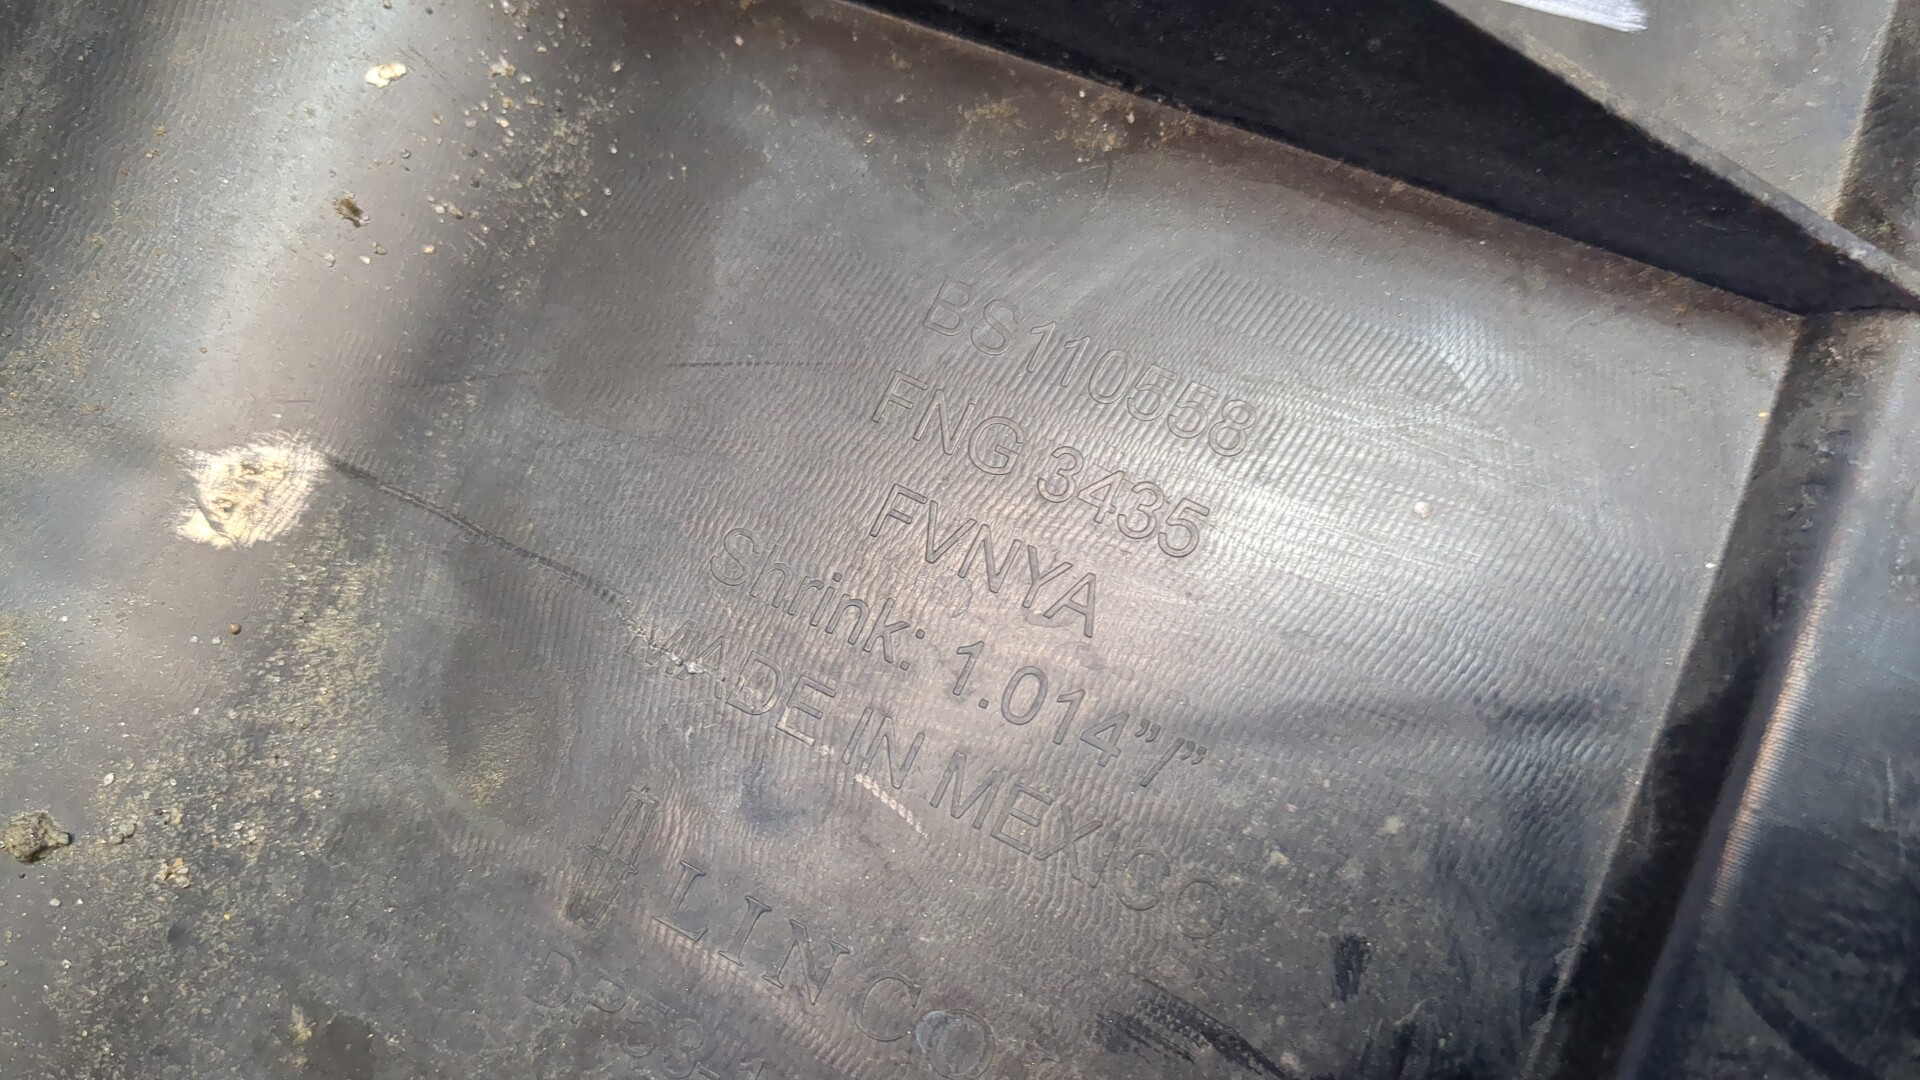 BS110558
FNG 3435
FVNYA
Shrink: 1.014”/”
MADE IN MEXICO
LINCO